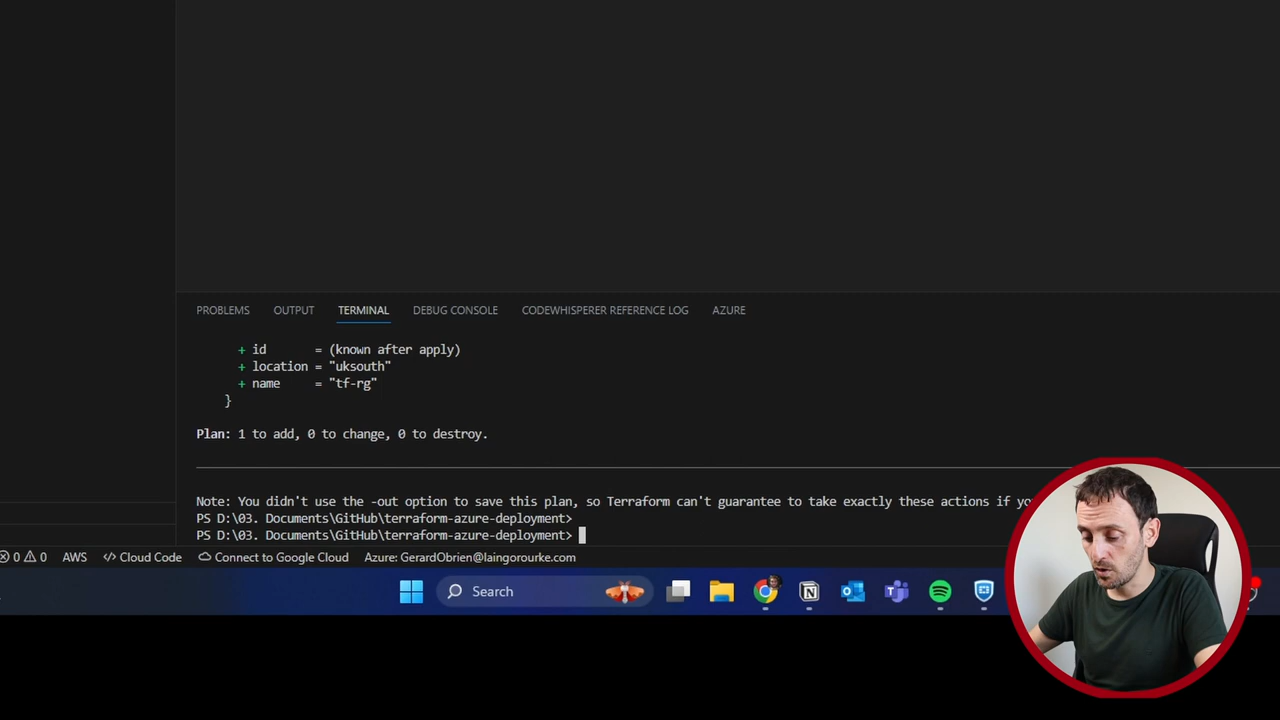 PROBLEMS OUTPUT TERMINAL DEBUG CONSOLE CODEWHISPERER REFERENCE LOG AZURE
+ id = (known after apply)
+ location = "uksouth"
+ name = "tf-rg"
}
Plan: 1 to add, 0 to change, 0 to destroy.
Note: You didn't use the -out option to save this plan, so Terraform can't guarantee to take exactly these actions if
PS D:\03. Documents\GitHub\terraform-azure-deployment>
PS D:\03. Documents\GitHub\terraform-azure-deployment>
0 0 AWS Cloud Code Connect to Google Cloud Azure: GerardObrien@laingorourke.com
Search